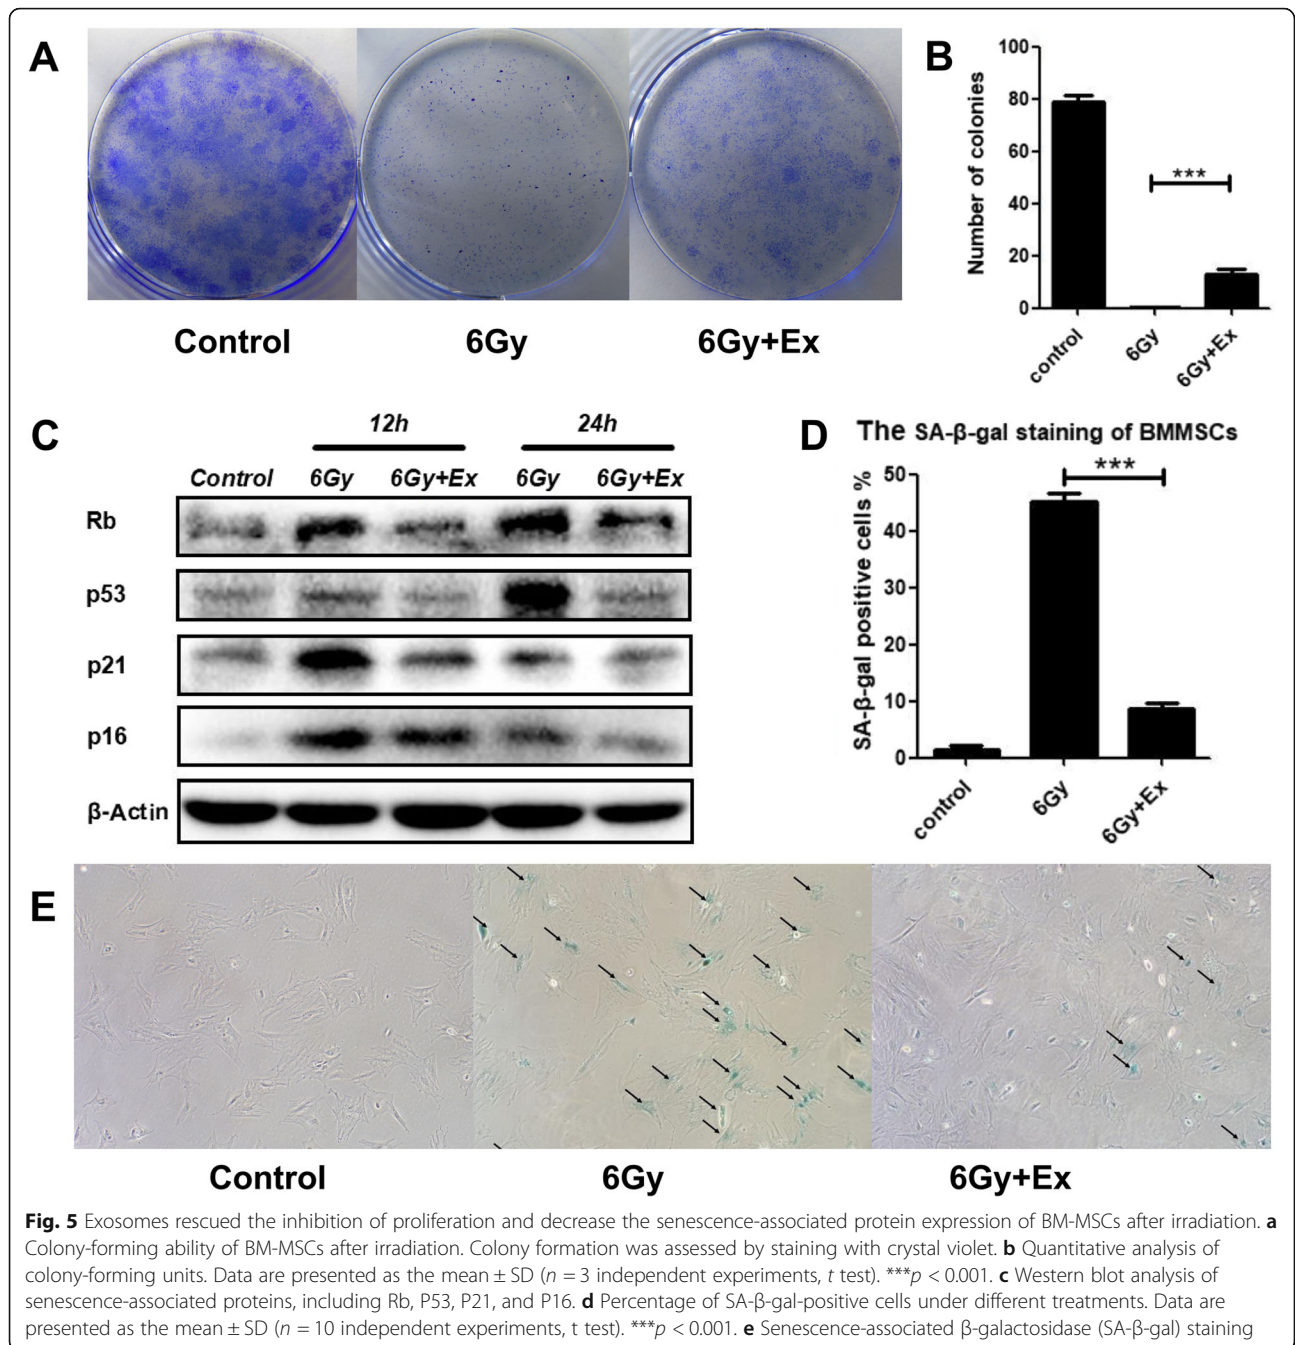 A
Control
6Gy
6Gy+Ex
B
Number of colonies
100
80
60
40
20
0
***
control
6Gy
6Gy+Ex
C
12h
24h
Control
6Gy
6Gy+Ex
6Gy
6Gy+Ex
Rb
p53
p21
p16
β-Actin
D
The SA-β-gal staining of BMMSCs
SA-β-gal positive cells %
50
40
30
20
10
0
***
control
6Gy
6Gy+Ex
E
Control
6Gy
6Gy+Ex
Fig. 5 Exosomes rescued the inhibition of proliferation and decrease the senescence-associated protein expression of BM-MSCs after irradiation. a
Colony-forming ability of BM-MSCs after irradiation. Colony formation was assessed by staining with crystal violet. b Quantitative analysis of
colony-forming units. Data are presented as the mean ± SD (n = 3 independent experiments, t test). ***p < 0.001. c Western blot analysis of
senescence-associated proteins, including Rb, P53, P21, and P16. d Percentage of SA-β-gal-positive cells under different treatments. Data are
presented as the mean ± SD (n = 10 independent experiments, t test). ***p < 0.001. e Senescence-associated β-galactosidase (SA-β-gal) staining